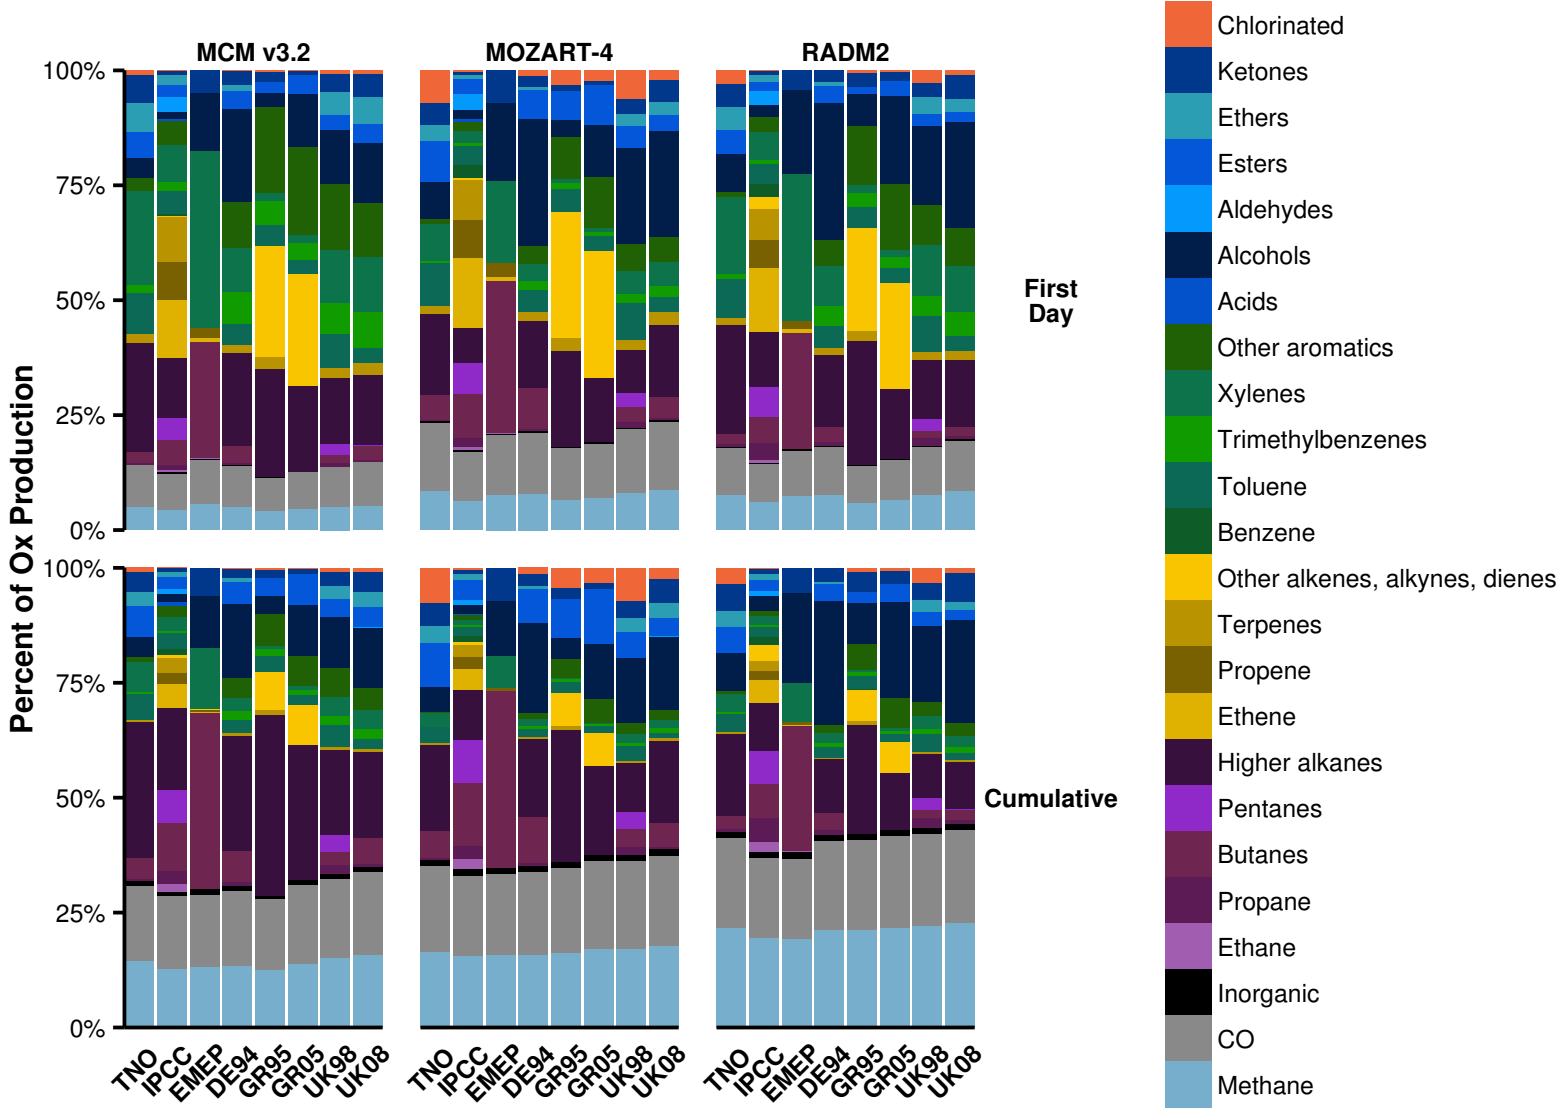 MCM v3.2
MOZART-4
RADM2
Percent of Ox Production
100%
75%
50%
25%
0%
First
Day
100%
75%
50%
25%
0%
Cumulative
TNO
IPCC
EMEP
DE94
GR95
GR05
UK98
UK08
TNO
IPCC
EMEP
DE94
GR95
GR05
UK98
UK08
TNO
IPCC
EMEP
DE94
GR95
GR05
UK98
UK08
Chlorinated
Ketones
Ethers
Esters
Aldehydes
Alcohols
Acids
Other aromatics
Xylenes
Trimethylbenzenes
Toluene
Benzene
Other alkenes, alkynes, dienes
Terpenes
Propene
Ethene
Higher alkanes
Pentanes
Butanes
Propane
Ethane
Inorganic
CO
Methane